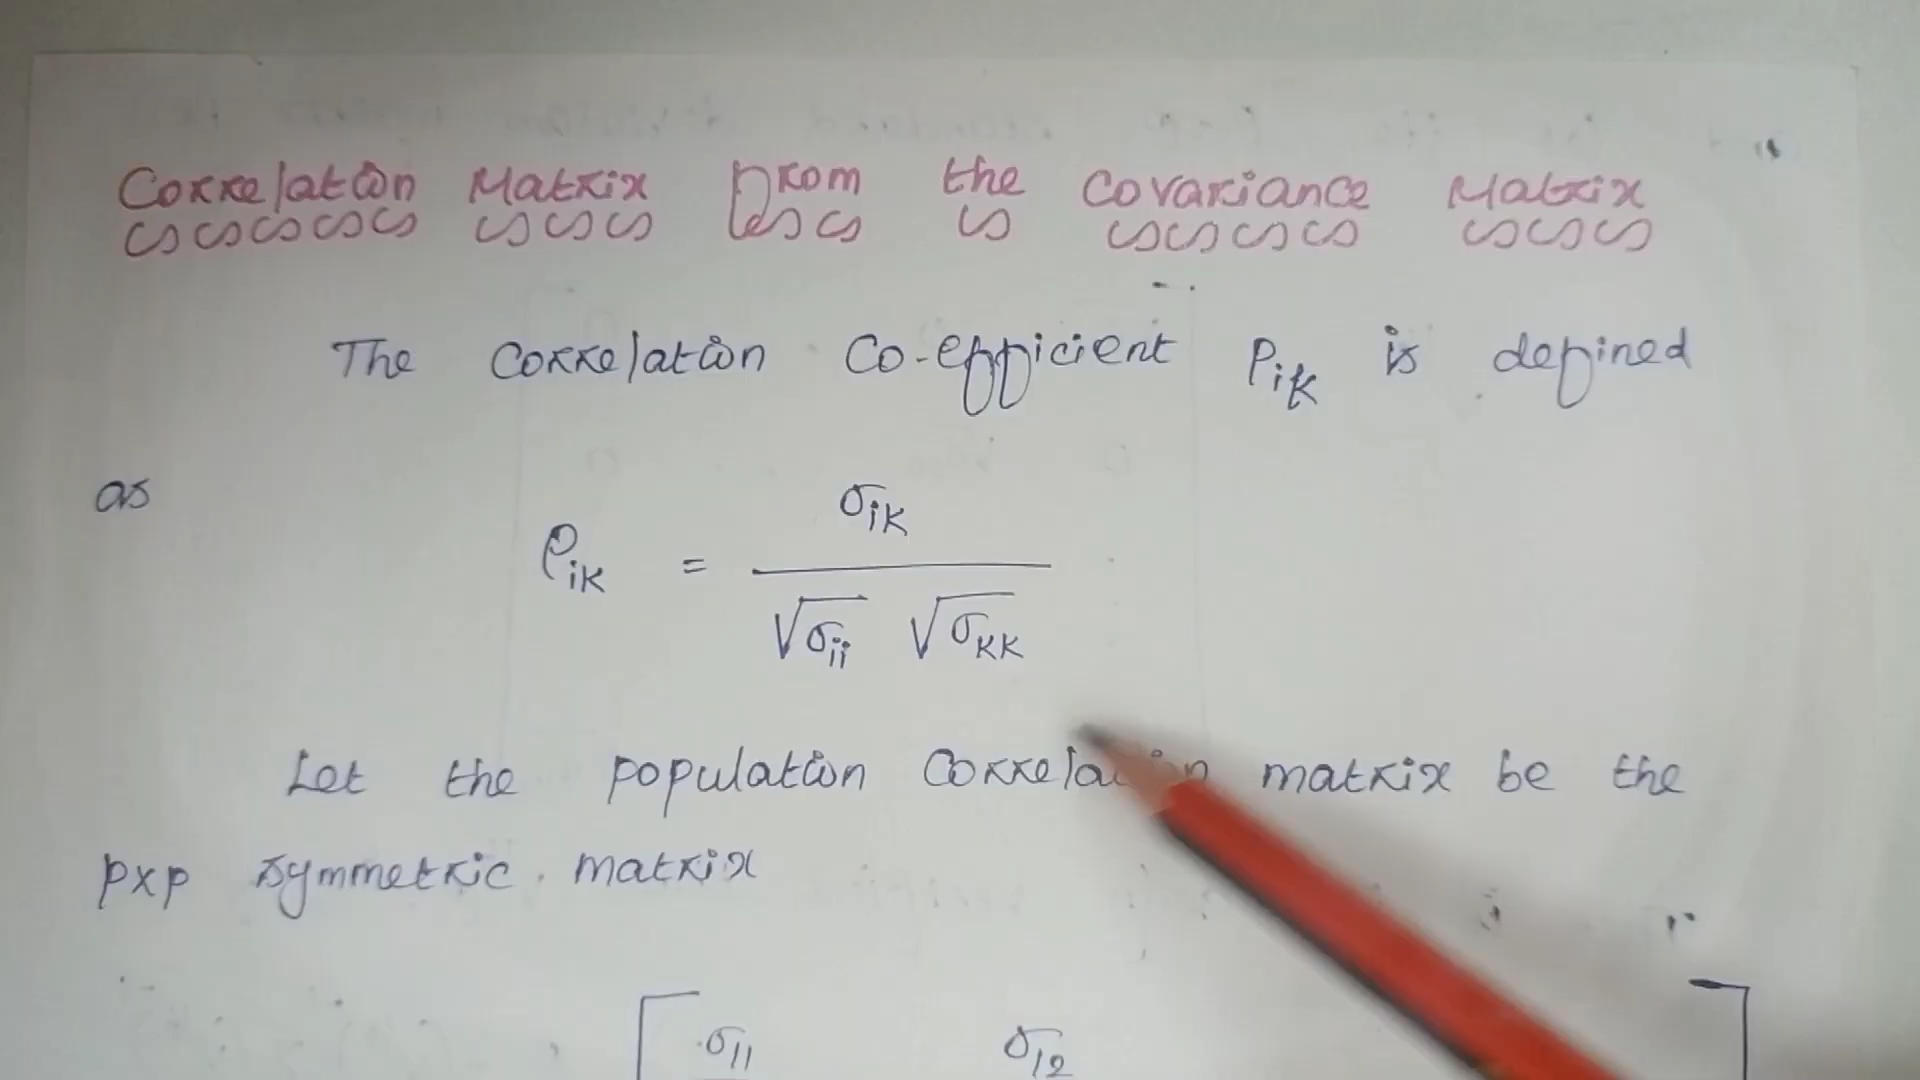 Correlation Matrix From the Covariance Matrix
The Correlation Co-efficient ρik is defined
as
ρik = σik / √σii √σkk
Let the population Correlation matrix be the
pxp symmetric matrix
σ11 σ12